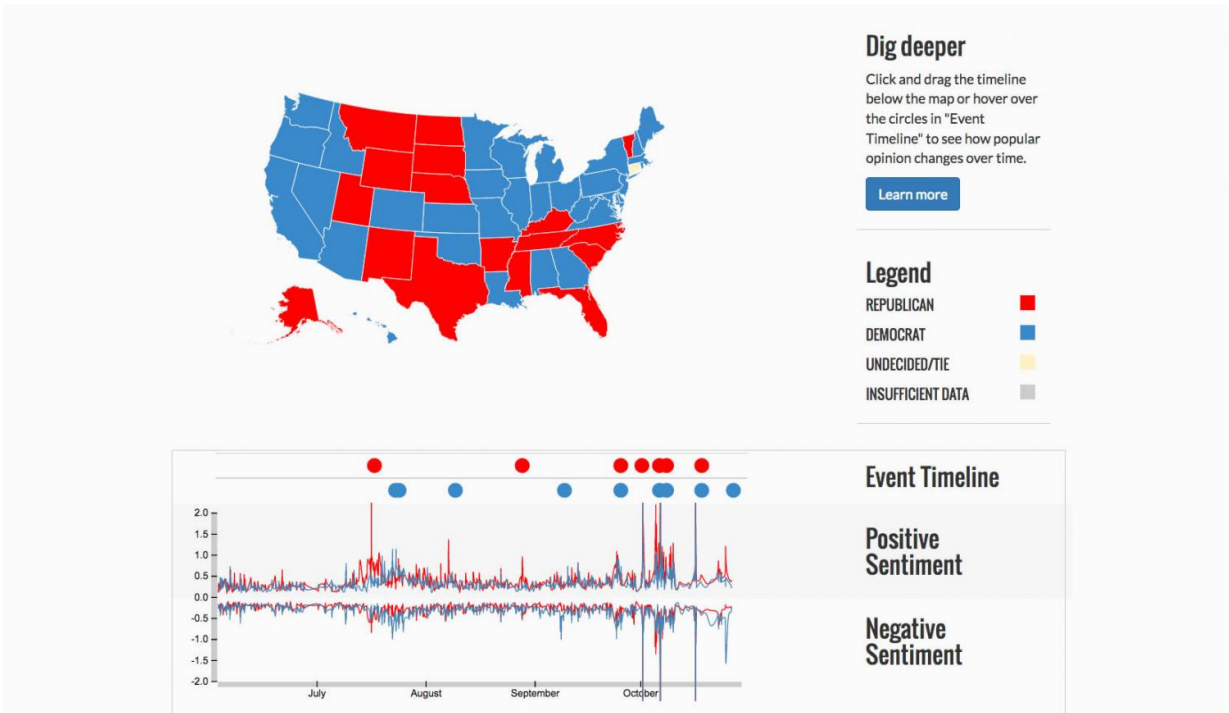 Dig deeper
Click and drag the timeline
below the map or hover over
the circles in "Event
Timeline" to see how popular
opinion changes over time.
Learn more
Legend
REPUBLICAN
DEMOCRAT
UNDECIDED/TIE
INSUFFICIENT DATA
Event Timeline
2.0
1.5
1.0
0.5
0.0
Positive
Sentiment
-0.5
-1.0
-1.5
-2.0
Negative
Sentiment
July August September October